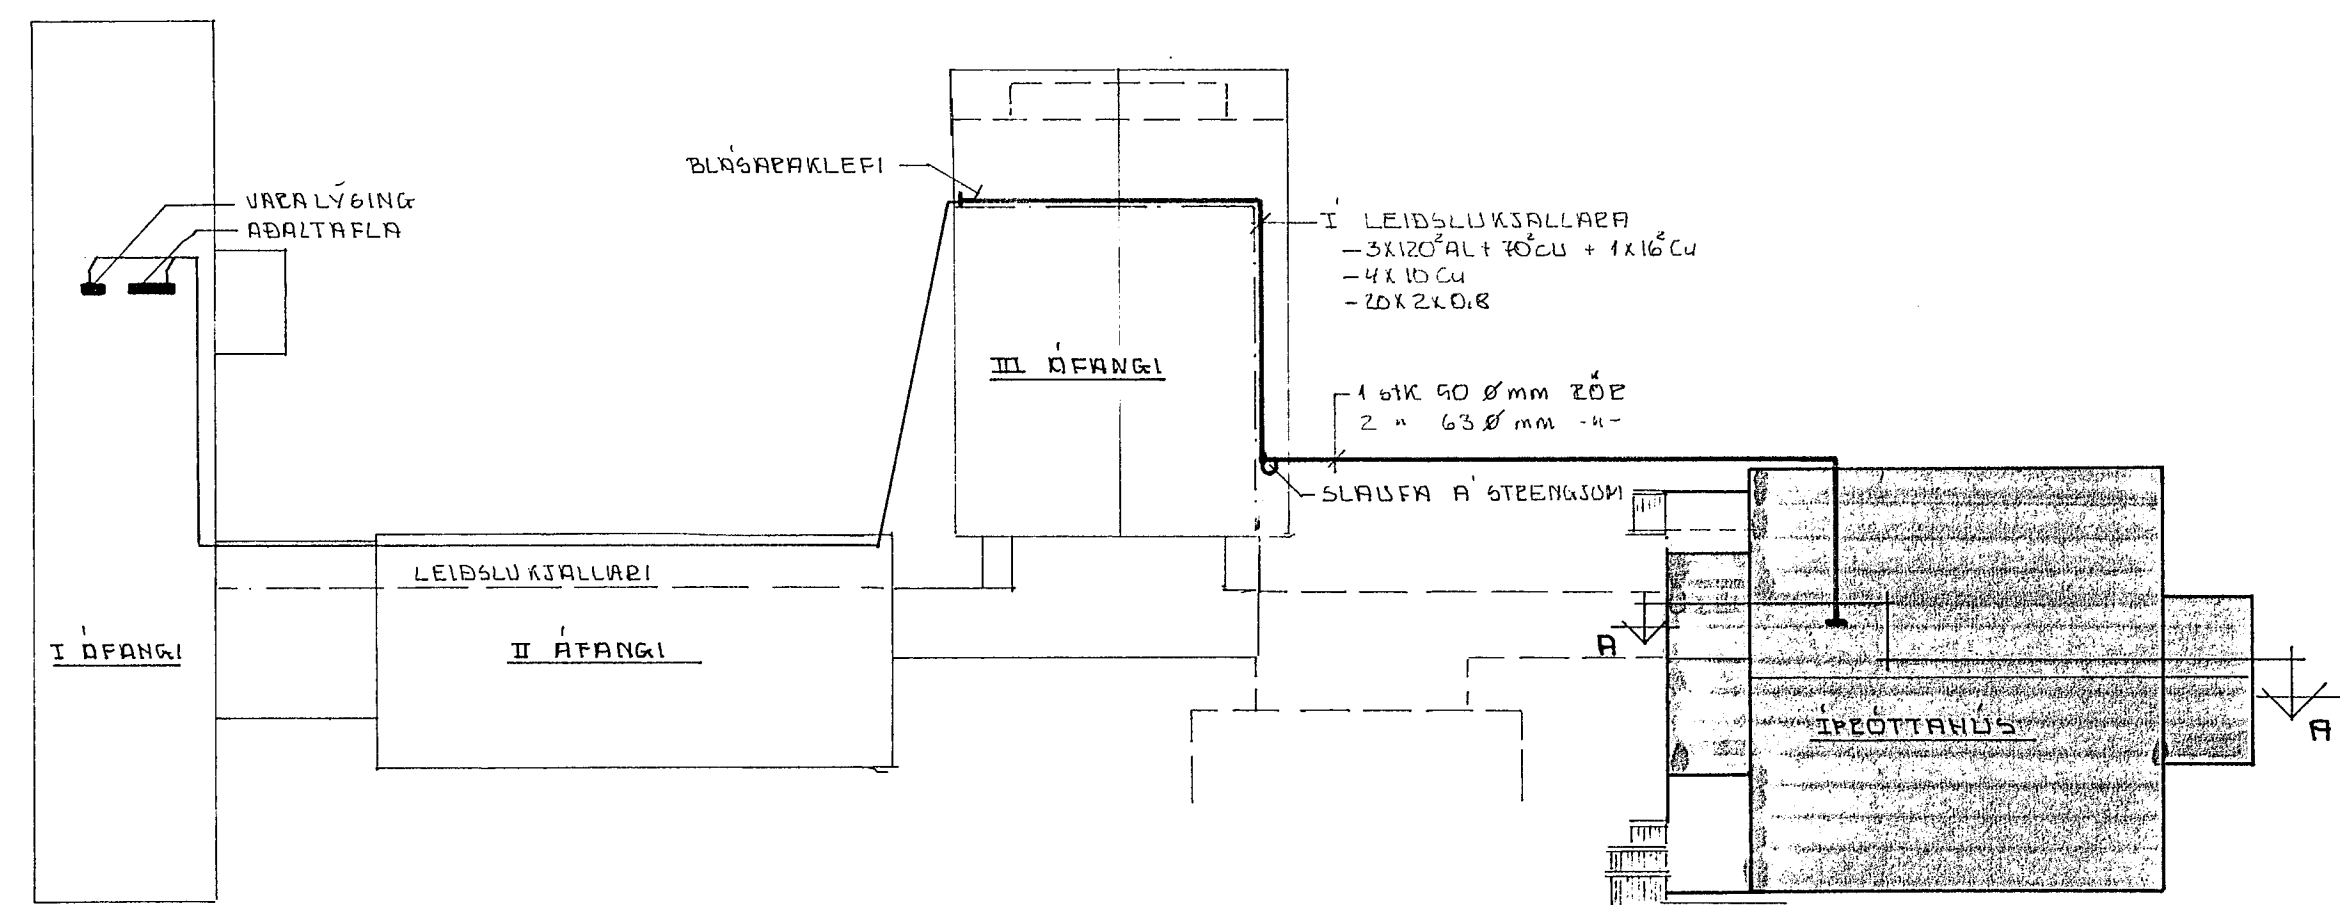 BLÁSARAKLEFI
VARALÝSING
AÐALTAFLA
Í LEIÐSLUKJALLARA
-3X120²AL + 70²CU + 1X16²CU
-4X10 CU
-20X2X0,8
III ÁFANGI
1 STK 90 Ø mm RÖR
2 " 63 Ø mm -"-
SLAUFA Á STRENGJUM
LEIÐSLUKJALLARI
I ÁFANGI
II ÁFANGI
A
ÍÞRÓTTAHÚS
A